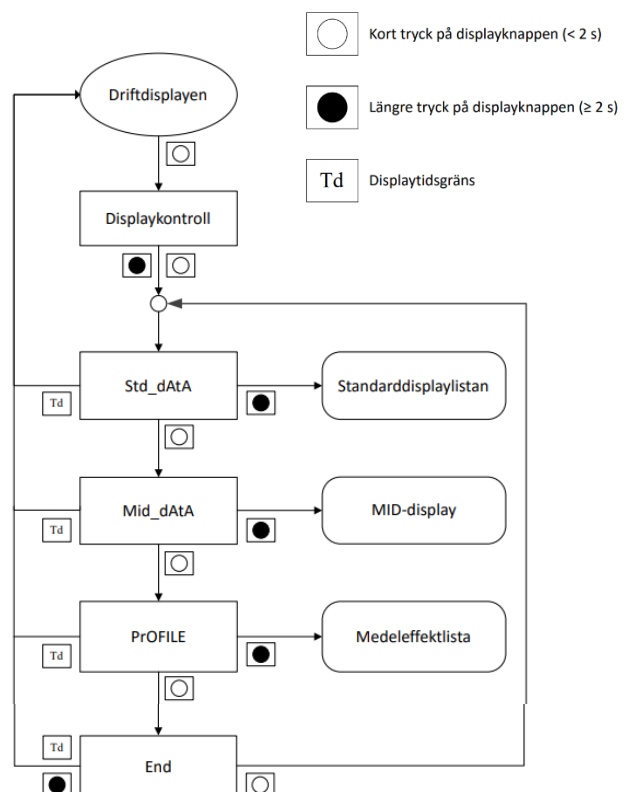 Kort tryck på displayknappen (< 2 s)
Längre tryck på displayknappen (≥ 2 s)
Td Displaytidsgräns
Driftdisplayen
Displaykontroll
Std_dAtA
Standarddisplaylistan
Td
Mid_dAtA
MID-display
Td
PrOFILE
Medeleffektlista
Td
Td
End